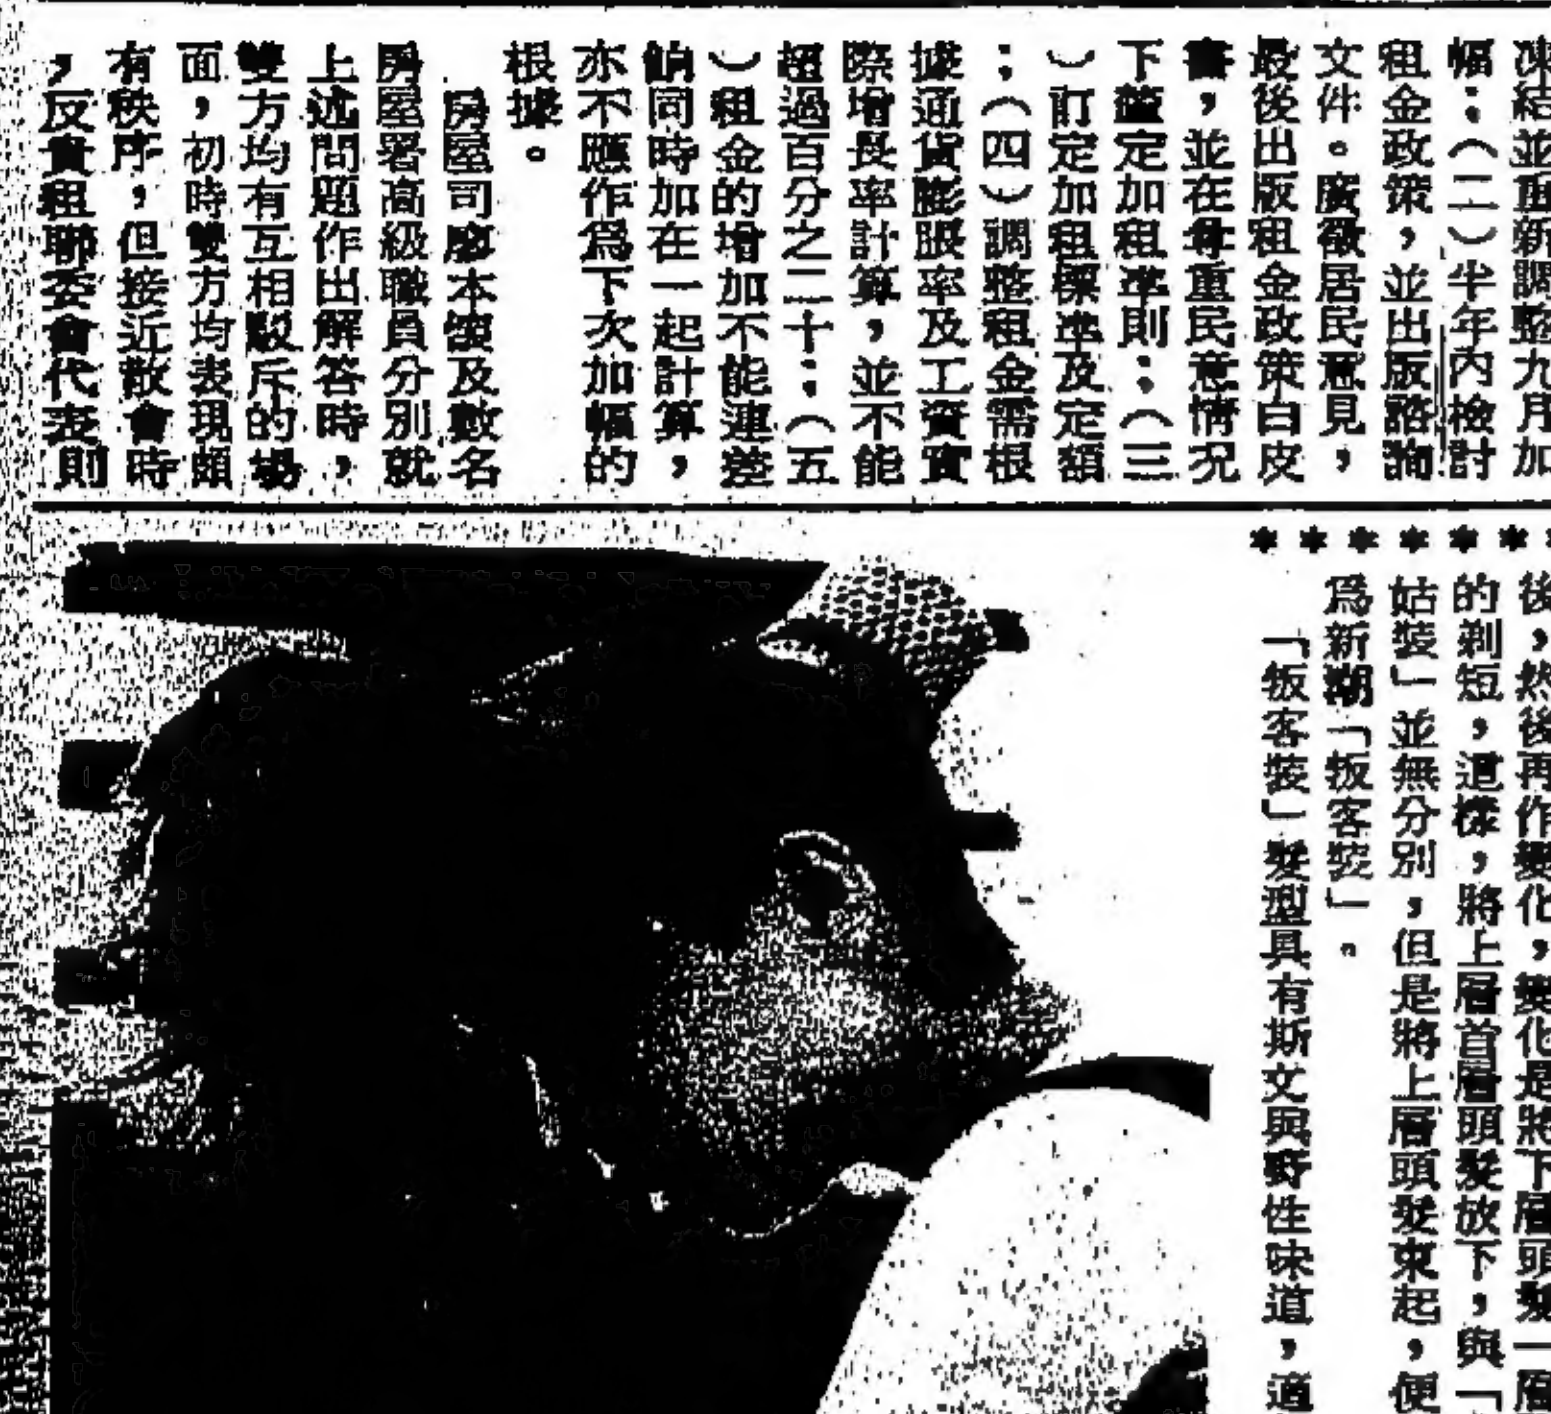 凍結並重新調整九月加
幅：（二）半年內檢討
租金政策，並出版諮詢
文件。廣徵居民意見，
最後出版租金政策白皮
書，並在尊重民意情況
下釐定加租準則：（三
）訂定加租標準及定額
；（四）調整租金需根
據通貨膨脹率及工資實
際增長率計算，並不能
超過百分之二十：（五
）租金的增加不能連差
餉同時加在一起計算，
亦不應作爲下次加幅的
根據。
房屋司廖本懷及數名
房屋署高級職員分別就
上述問題作出解答時，
雙方均有互相駁斥的場
面，初時雙方均表現頗
有秩序，但接近散會時
，反貴租聯委會代表則
＊＊＊＊＊＊
後，然後再作變化，變化是將下層頭髮一層
的剃短，這樣，將上層首層頭髮放下，與「
姑裝」並無分別，但是將上層頭髮束起，便
爲新潮「扳客裝」。
「扳客裝」髮型具有斯文與野性味道，適